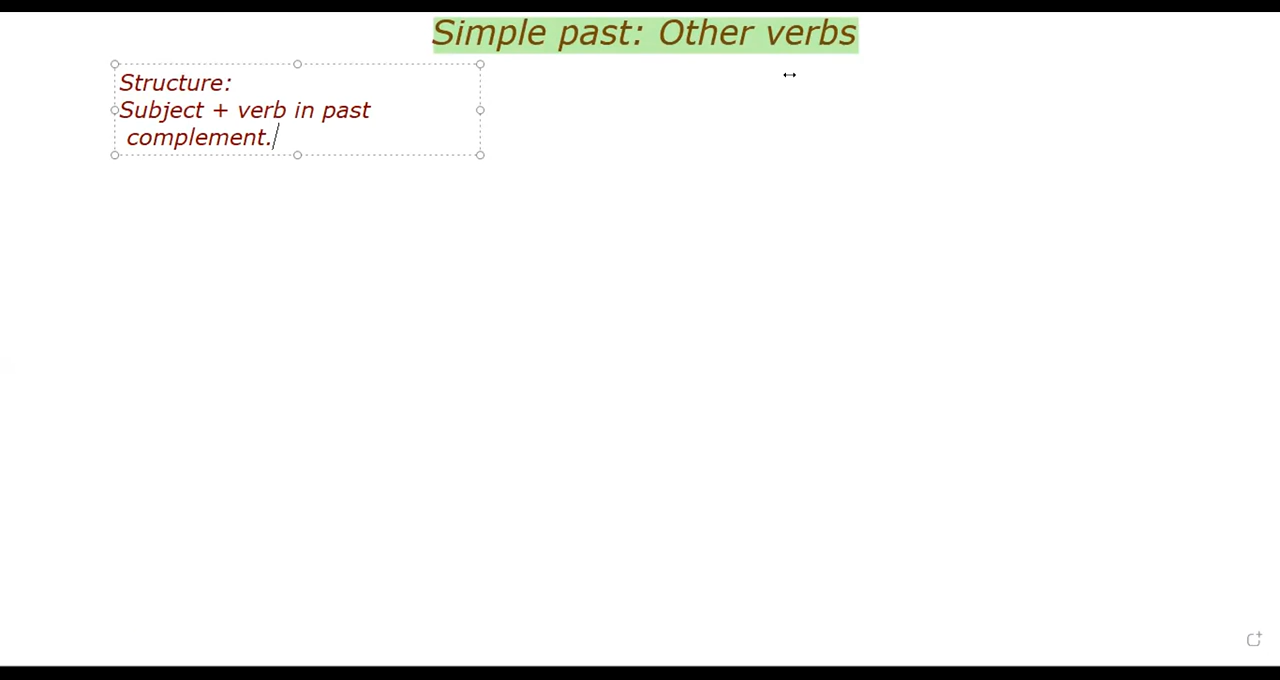 Simple past: Other verbs
Structure:
Subject + verb in past
complement.